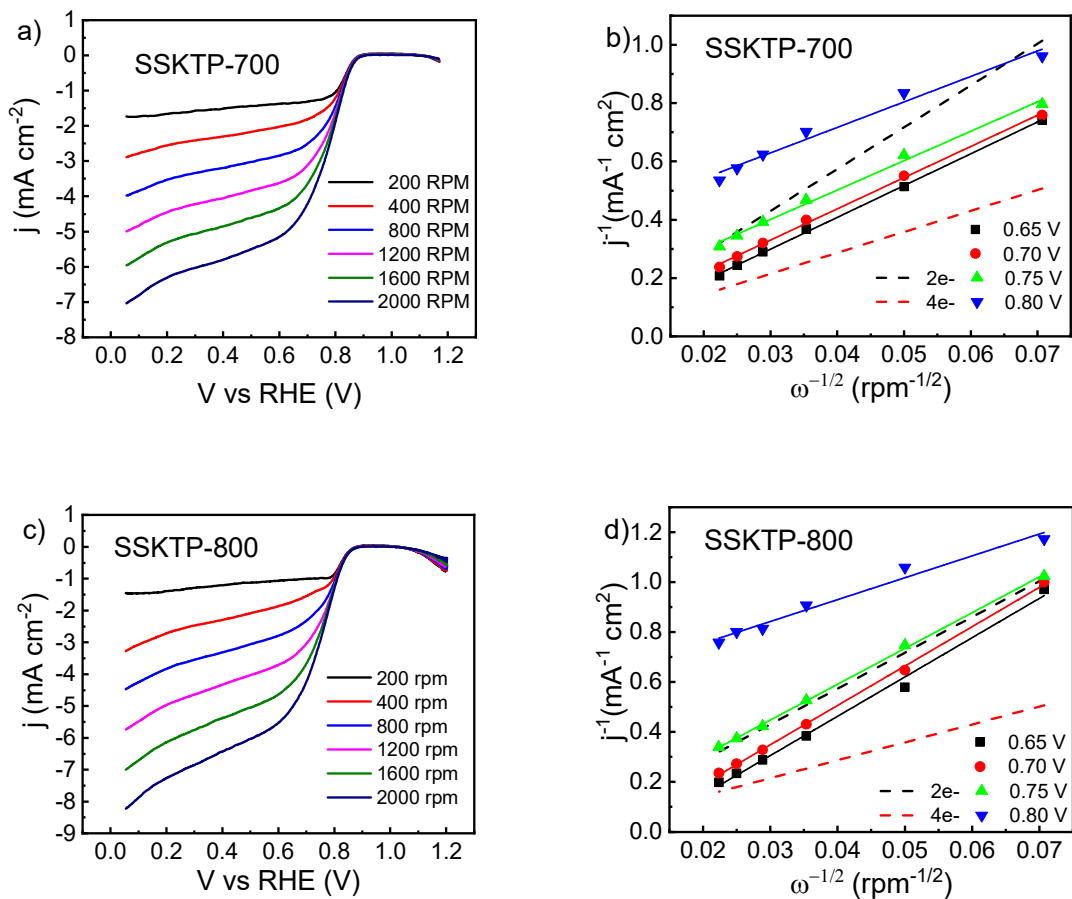 a)
SSKTP-700
1
0
-1
-2
-3
-4
-5
-6
-7
-8
j (mA cm-2)
200 RPM
400 RPM
800 RPM
1200 RPM
1600 RPM
2000 RPM
0.0 0.2 0.4 0.6 0.8 1.0 1.2
V vs RHE (V)
b)
SSKTP-700
1.0
0.8
0.6
0.4
0.2
0.0
j-1(mA-1 cm2)
0.65 V
0.70 V
2e- 0.75 V
4e- 0.80 V
0.02 0.03 0.04 0.05 0.06 0.07
ω−1/2 (rpm-1/2)
c)
SSKTP-800
1
0
-1
-2
-3
-4
-5
-6
-7
-8
-9
j (mA cm-2)
200 rpm
400 rpm
800 rpm
1200 rpm
1600 rpm
2000 rpm
0.0 0.2 0.4 0.6 0.8 1.0 1.2
V vs RHE (V)
d)
SSKTP-800
1.2
1.0
0.8
0.6
0.4
0.2
0.0
j-1(mA-1 cm2)
0.65 V
0.70 V
2e- 0.75 V
4e- 0.80 V
0.02 0.03 0.04 0.05 0.06 0.07
ω−1/2 (rpm-1/2)